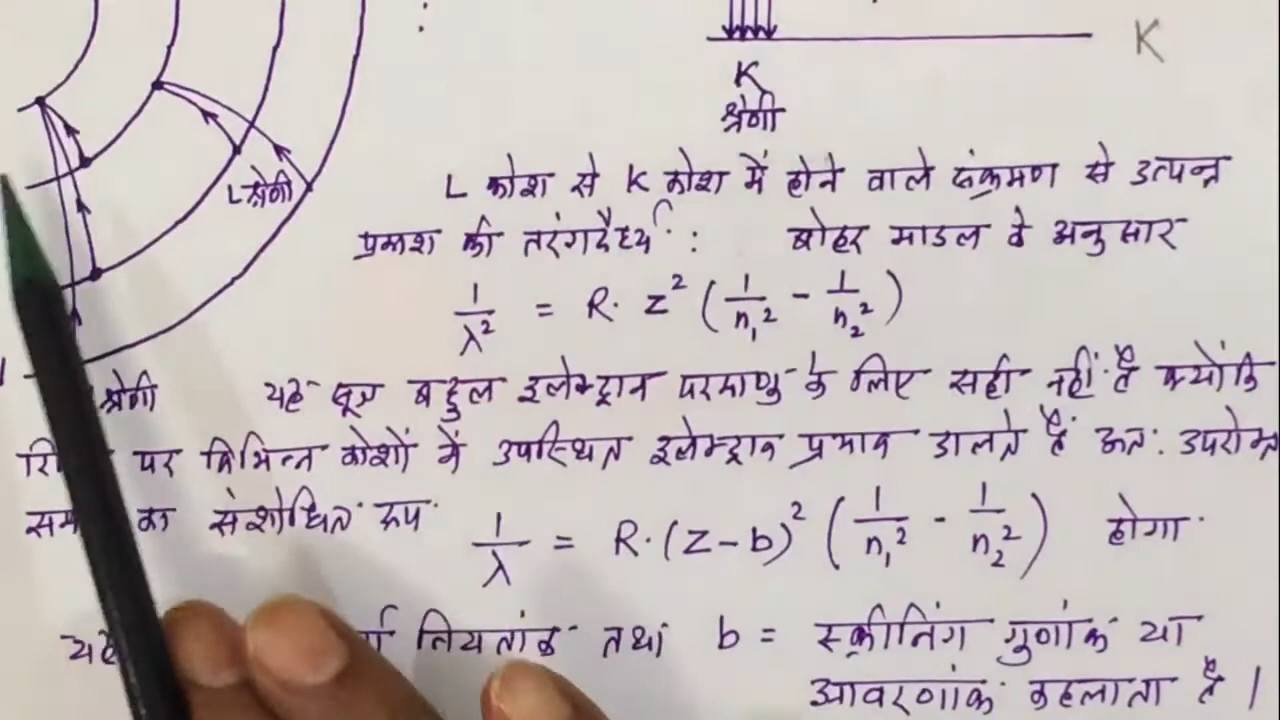 K
K
श्रेणी
L श्रेणी
L कोश से K कोश में होने वाले संक्रमण से उत्पन्न
प्रकाश की तरंगदैर्ध्य : बोहर माडल के अनुसार
1/λ² = R. z² (1/n₁² - 1/n₂²)
श्रेणी यह सूत्र बहुल इलेक्ट्रान परमाणु के लिए सही नहीं है क्योंकि
पर विभिन्न कोशों में उपस्थित इलेक्ट्रान प्रभाव डालते हैं अतः उपरोक्त
का संशोधित रूप 1/λ = R.(Z-b)² (1/n₁² - 1/n₂²) होगा
नियतांक तथा b = स्क्रीनिंग गुणांक या
आवरणांक कहलाता है।